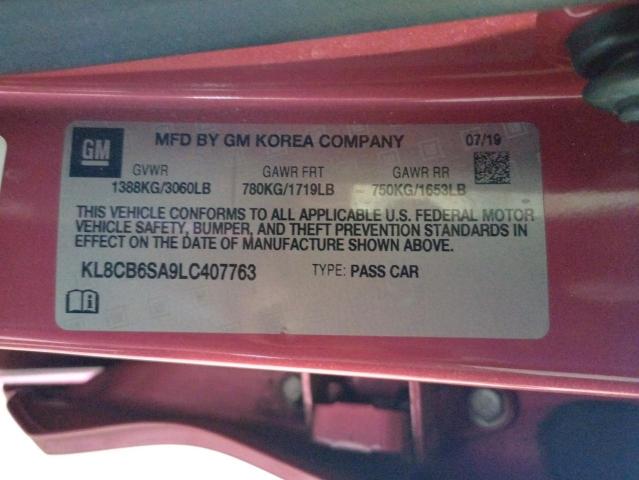 GM MFD BY GM KOREA COMPANY 07/19
GVWR GAWR FRT GAWR RR
1388KG/3060LB 780KG/1719LB 750KG/1653LB
THIS VEHICLE CONFORMS TO ALL APPLICABLE U.S. FEDERAL MOTOR
VEHICLE SAFETY, BUMPER, AND THEFT PREVENTION STANDARDS IN
EFFECT ON THE DATE OF MANUFACTURE SHOWN ABOVE.
KL8CB6SA9LC407763 TYPE: PASS CAR